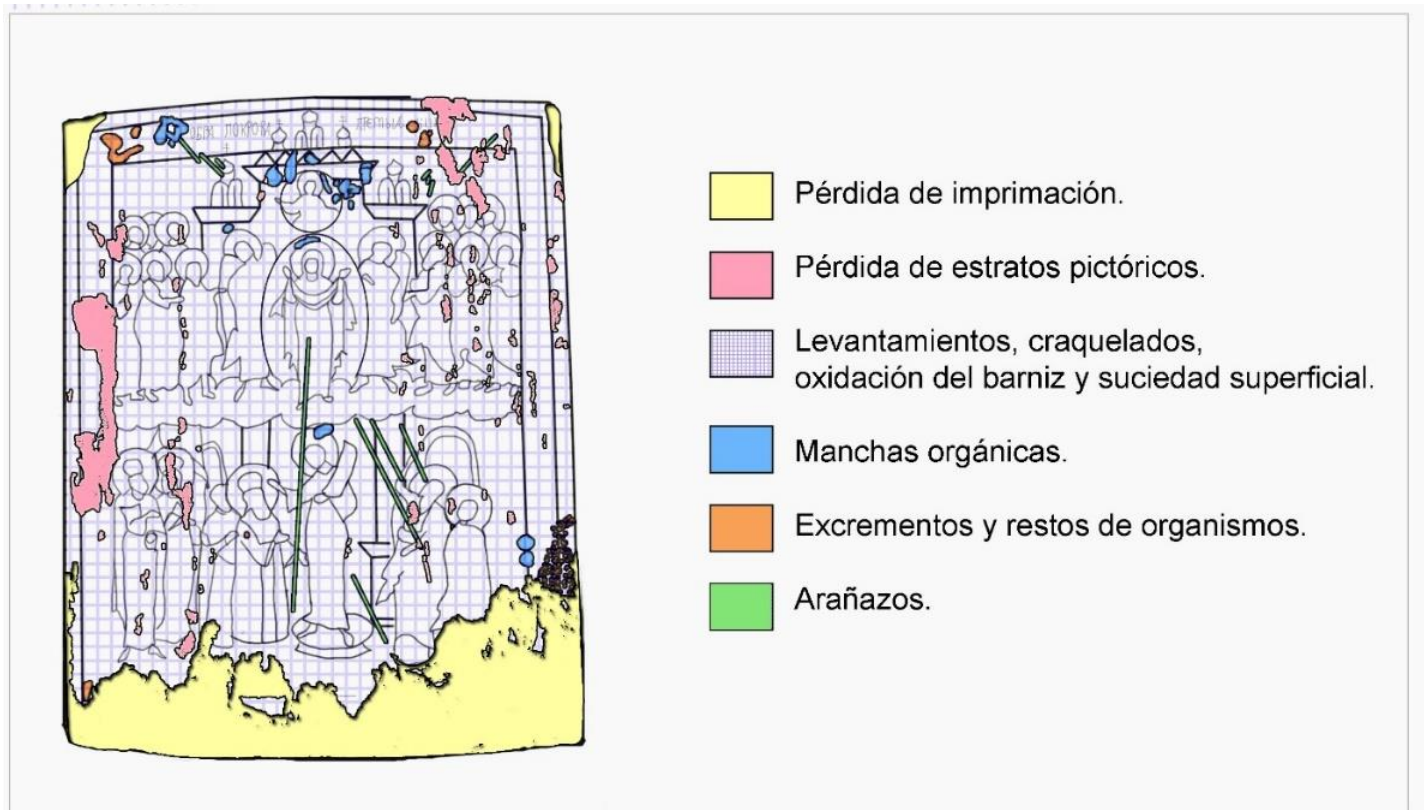 ПОКРОВА
Pérdida de imprimación.
Pérdida de estratos pictóricos.
Levantamientos, craquelados,
oxidación del barniz y suciedad superficial.
Manchas orgánicas.
Excrementos y restos de organismos.
Arañazos.